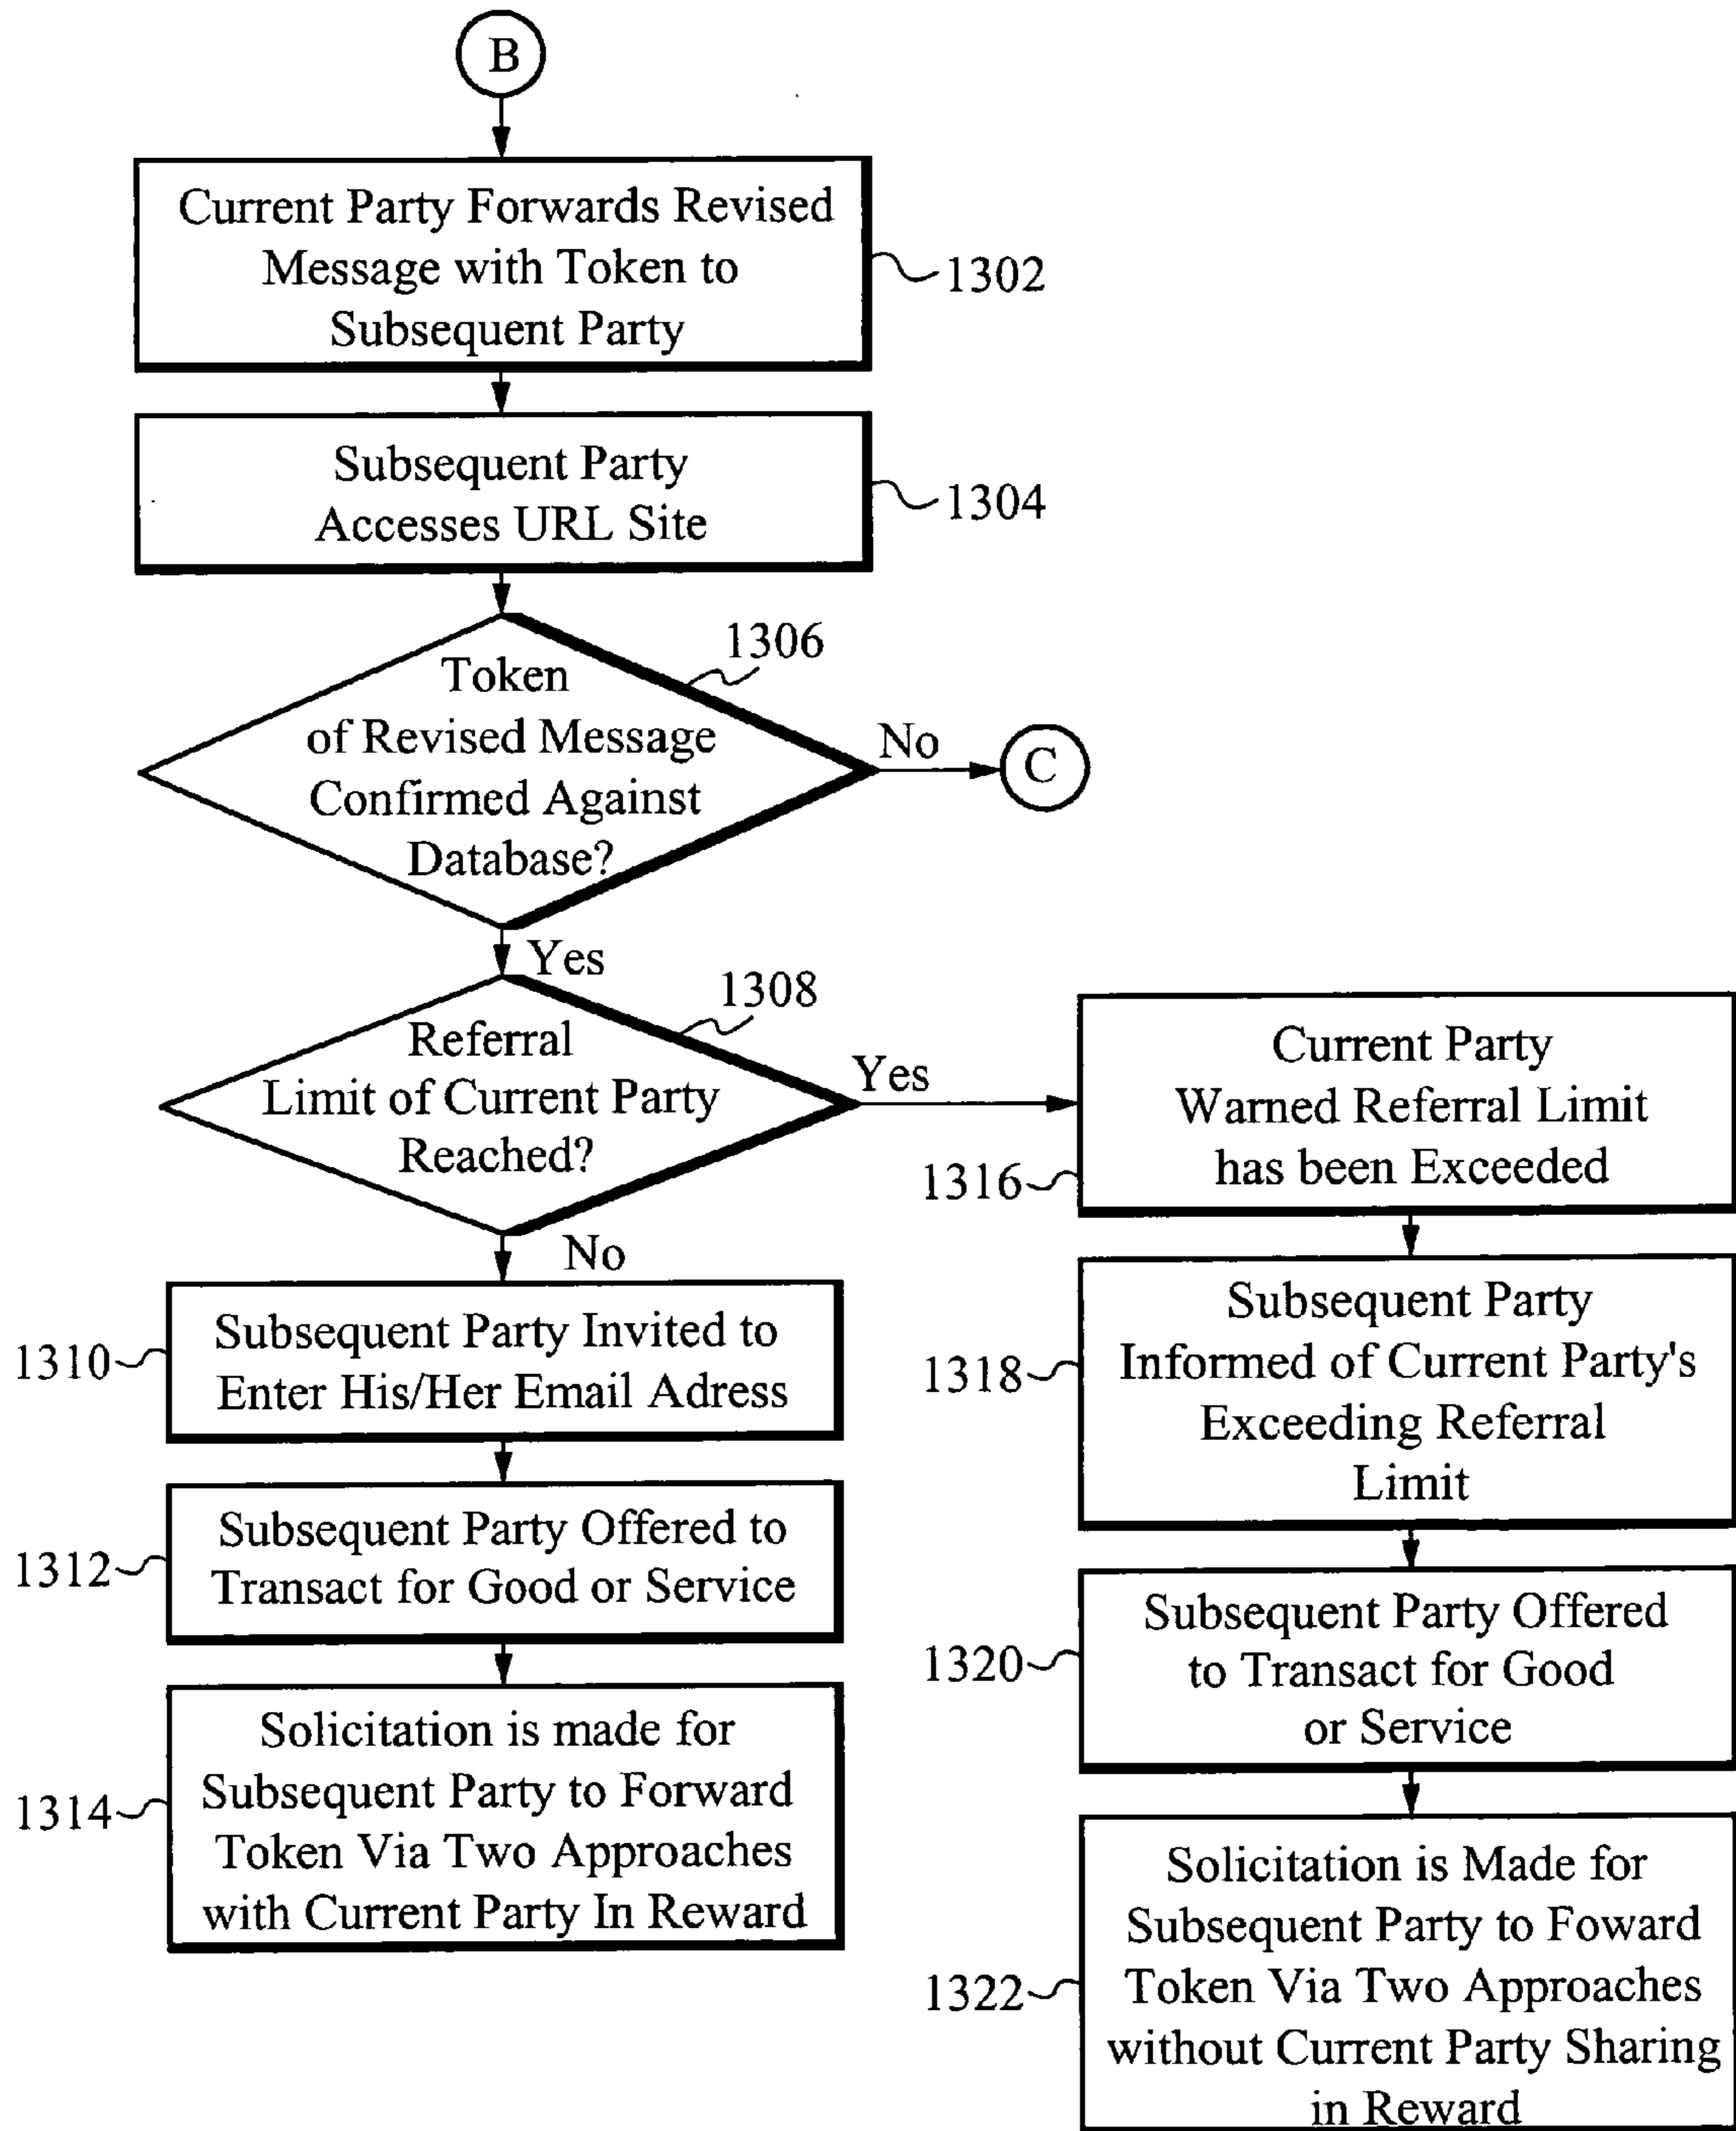 B
Current Party Forwards Revised
Message with Token to
Subsequent Party
1302
Subsequent Party
Accesses URL Site
1304
1306
Token
of Revised Message
Confirmed Against
Database?
No
C
Yes
1308
Referral
Limit of Current Party
Reached?
Yes
No
1310
Subsequent Party Invited to
Enter His/Her Email Adress
1312
Subsequent Party Offered to
Transact for Good or Service
1314
Solicitation is made for
Subsequent Party to Forward
Token Via Two Approaches
with Current Party In Reward
Current Party
Warned Referral Limit
has been Exceeded
1316
Subsequent Party
Informed of Current Party's
Exceeding Referral
Limit
1318
Subsequent Party Offered
to Transact for Good
or Service
1320
Solicitation is Made for
Subsequent Party to Foward
Token Via Two Approaches
without Current Party Sharing
in Reward
1322